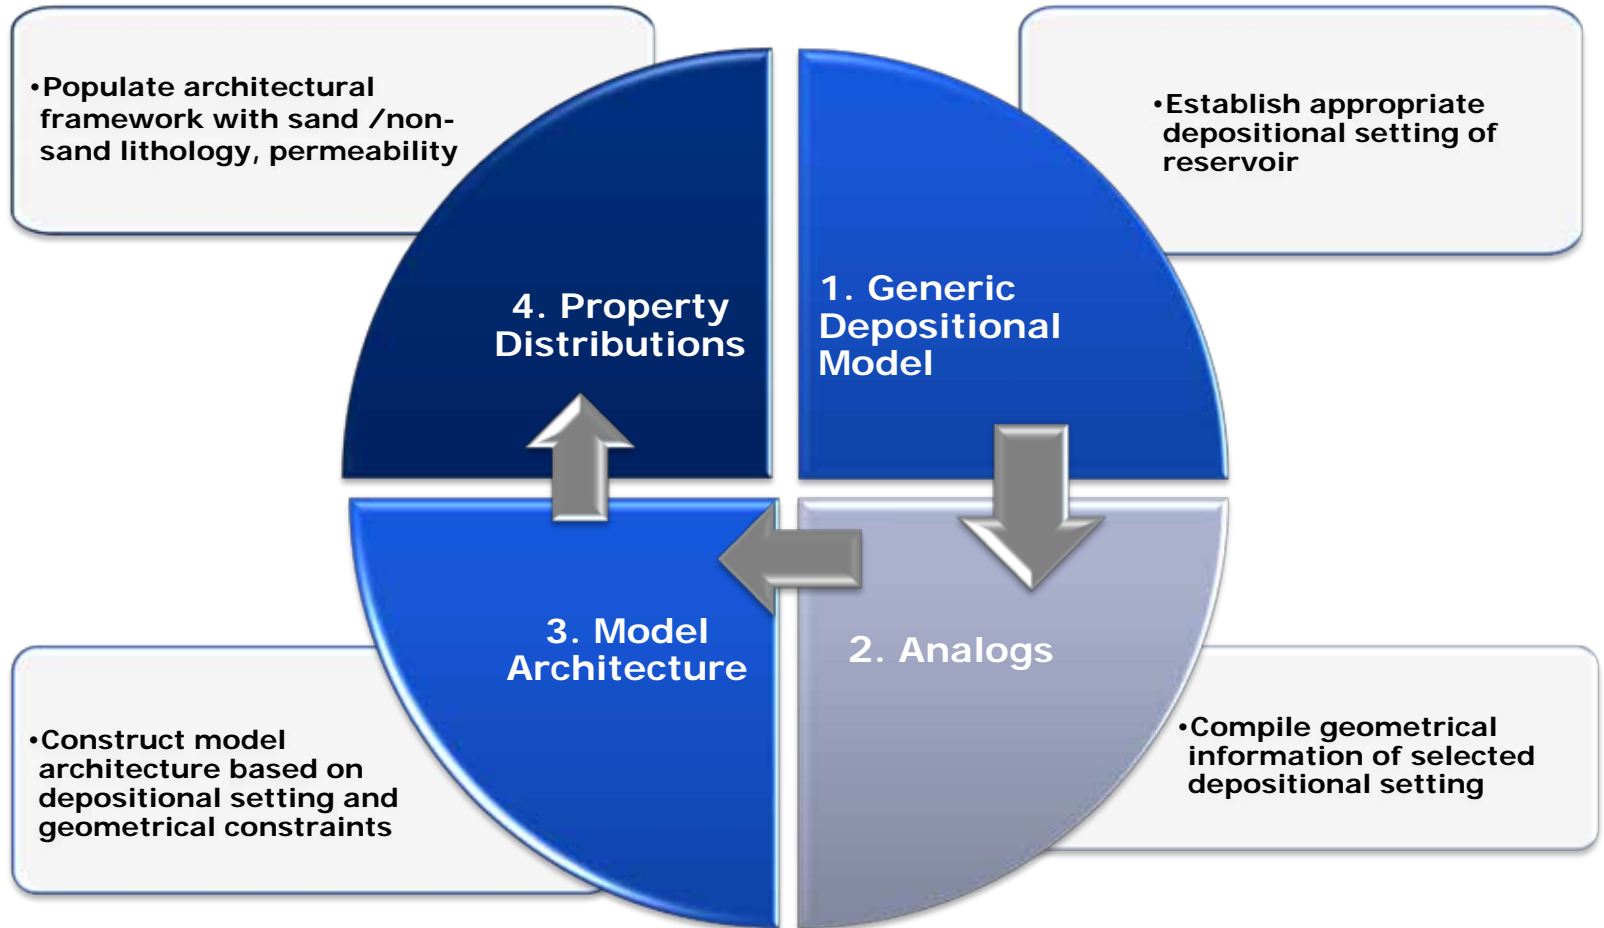 •Populate architectural
framework with sand /non-
sand lithology, permeability
•Establish appropriate
depositional setting of
reservoir
4. Property
Distributions
1. Generic
Depositional
Model
3. Model
Architecture
2. Analogs
•Construct model
architecture based on
depositional setting and
geometrical constraints
•Compile geometrical
information of selected
depositional setting